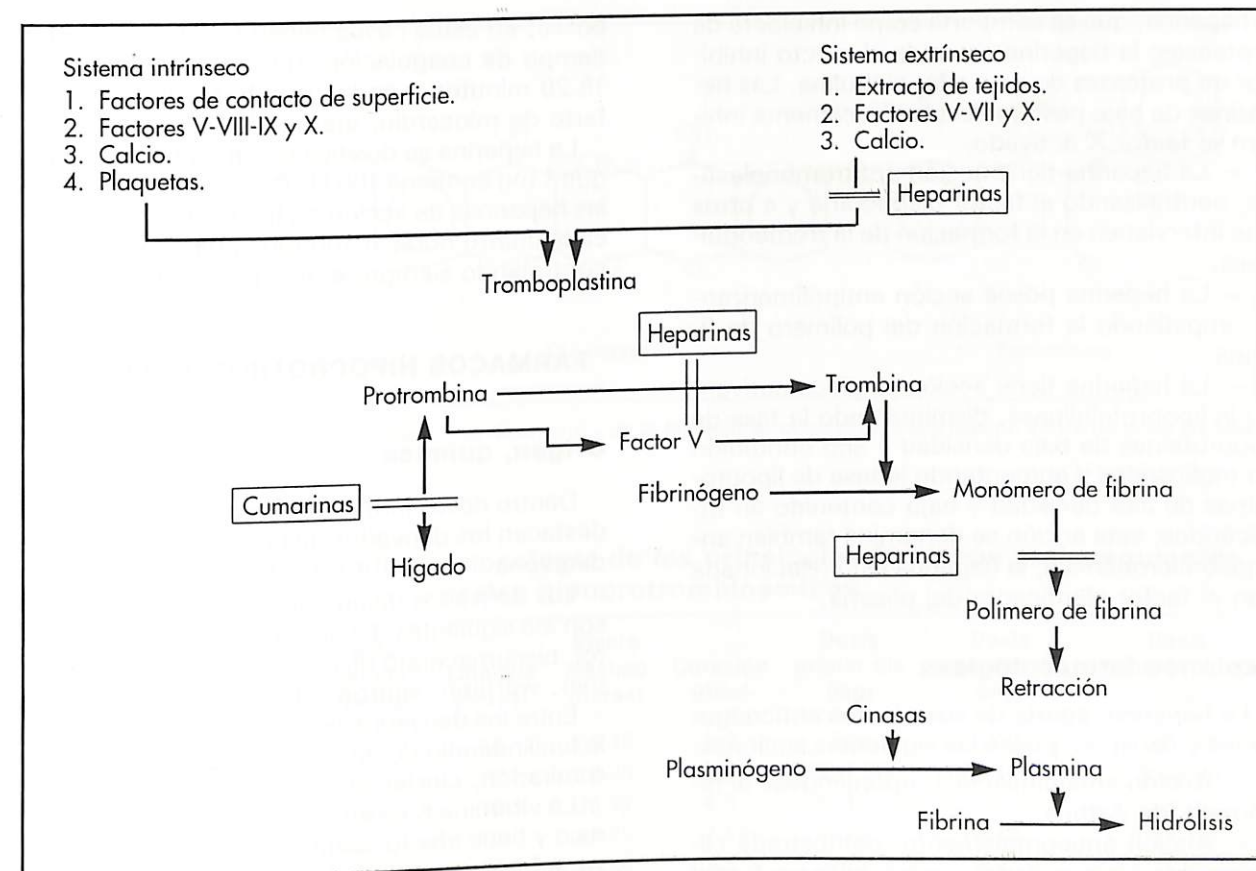 Sistema intrínseco
1. Factores de contacto de superficie.
2. Factores V-VIII-IX y X.
3. Calcio.
4. Plaquetas.
Sistema extrínseco
1. Extracto de tejidos.
2. Factores V-VII y X.
3. Calcio.
Heparinas
Tromboplastina
Heparinas
Protrombina
Trombina
Factor V
Fibrinógeno
Monómero de fibrina
Cumarinas
Hígado
Heparinas
Polímero de fibrina
Retracción
Cinasas
Plasminógeno
Plasmina
Fibrina
Hidrólisis